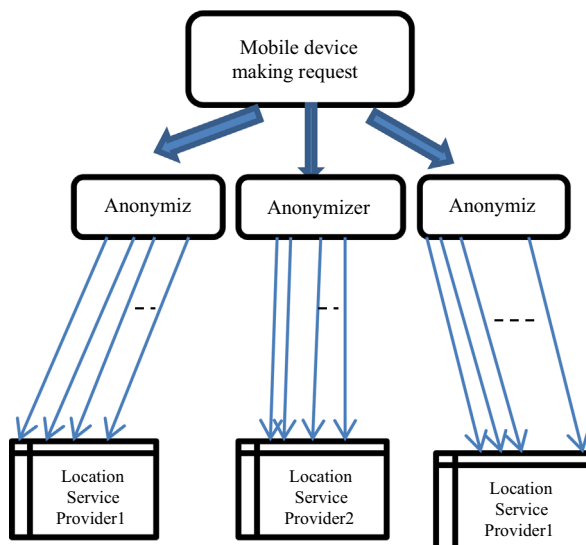 Mobile device
making request
Anonymiz
Anonymizer
Anonymiz
Location
Service
Provider1
Location
Service
Provider2
Location
Service
Provider1